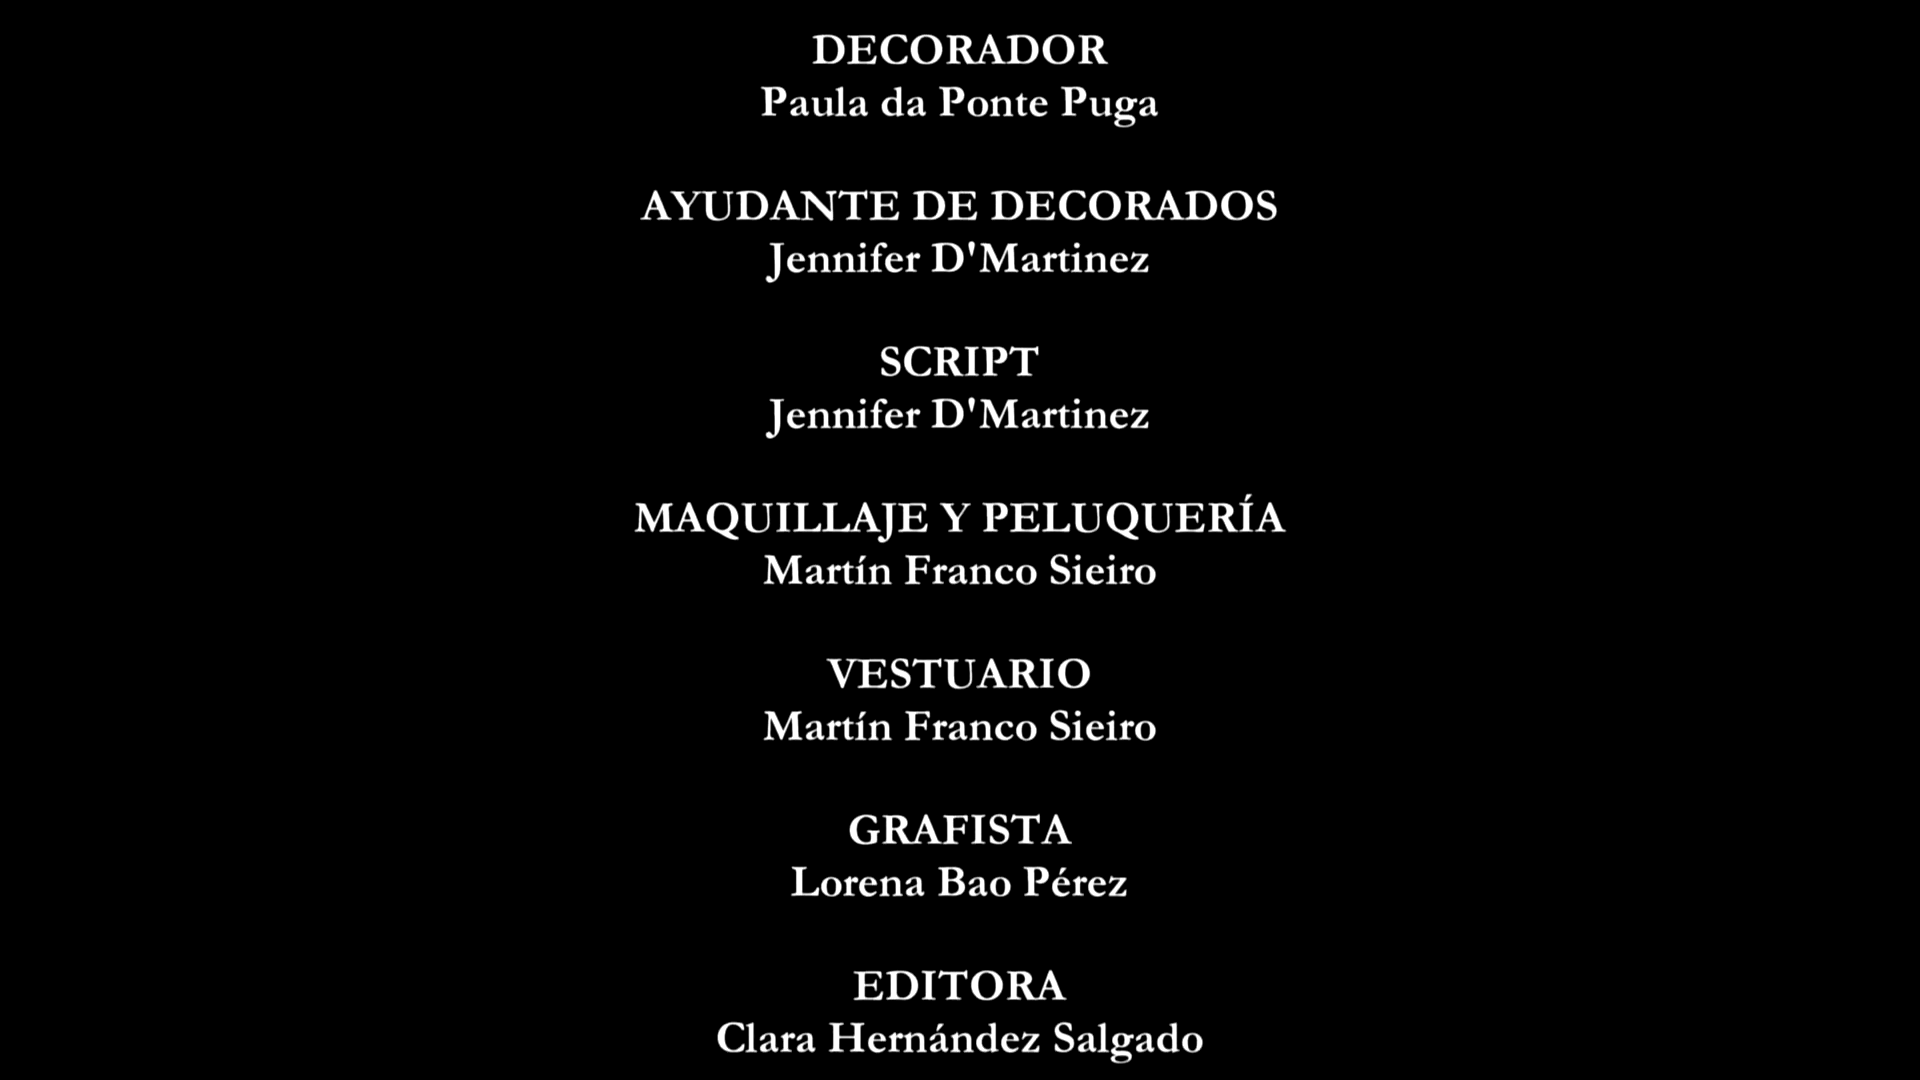 DECORADOR
Paula da Ponte Puga
AYUDANTE DE DECORADOS
Jennifer D'Martinez
SCRIPT
Jennifer D'Martinez
MAQUILLAJE Y PELUQUERÍA
Martín Franco Sieiro
VESTUARIO
Martín Franco Sieiro
GRAFISTA
Lorena Bao Pérez
EDITORA
Clara Hernández Salgado